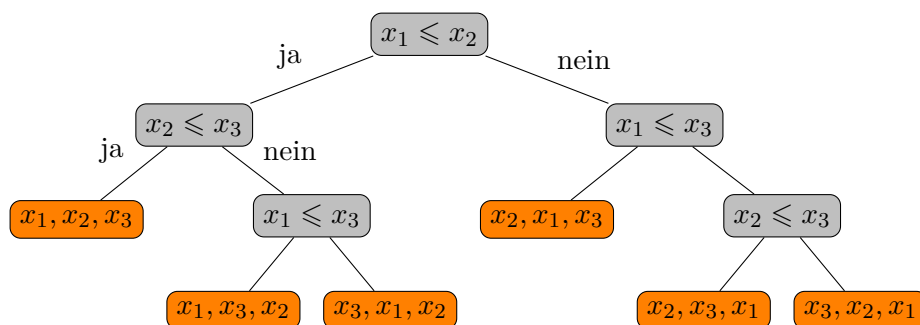 x₁ ⩽ x₂
ja nein
x₂ ⩽ x₃ x₁ ⩽ x₃
ja nein
x₁, x₂, x₃ x₁ ⩽ x₃ x₂, x₁, x₃ x₂ ⩽ x₃
x₁, x₃, x₂ x₃, x₁, x₂ x₂, x₃, x₁ x₃, x₂, x₁